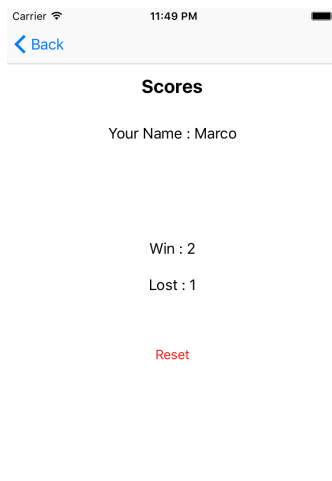 Carrier 11:49 PM
Back
Scores
Your Name : Marco
Win : 2
Lost : 1
Reset